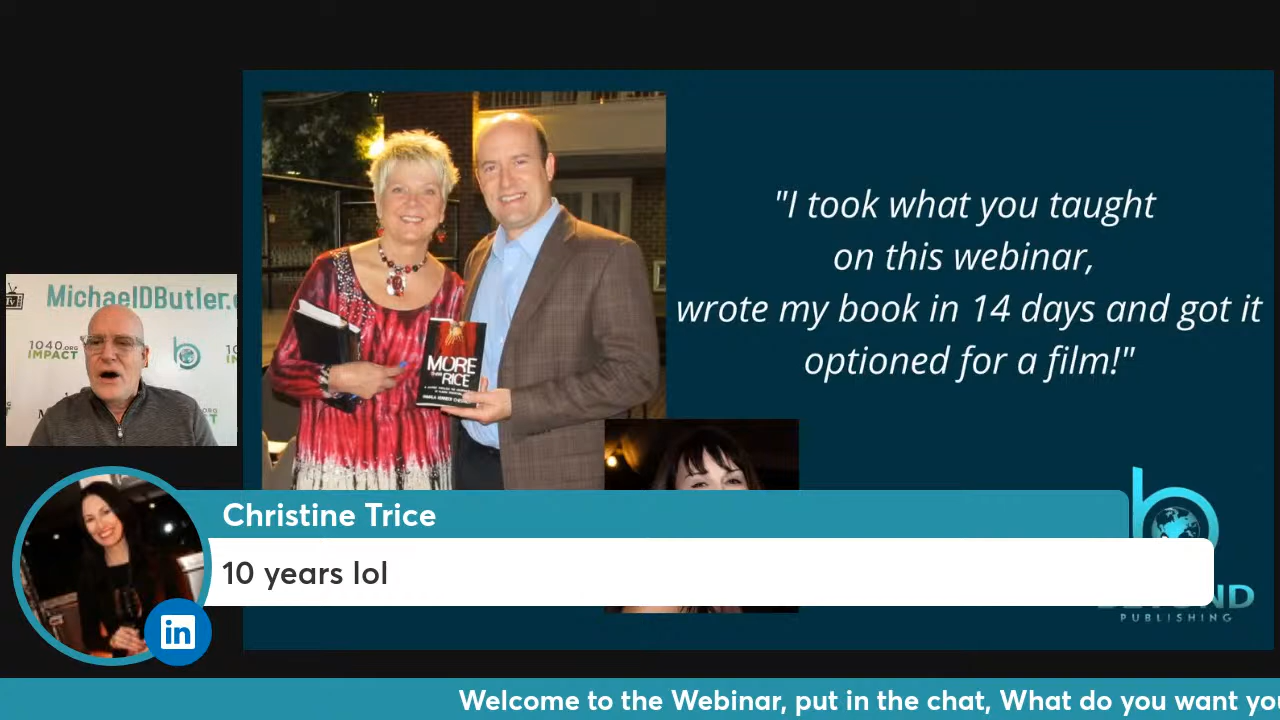 MichaelDButler.
1040.ORG
IMPACT
"I took what you taught
on this webinar,
wrote my book in 14 days and got it
optioned for a film!"
MORE
THAN
RICE
Christine Trice
10 years lol
in
PUBLISHING
Welcome to the Webinar, put in the chat, What do you want